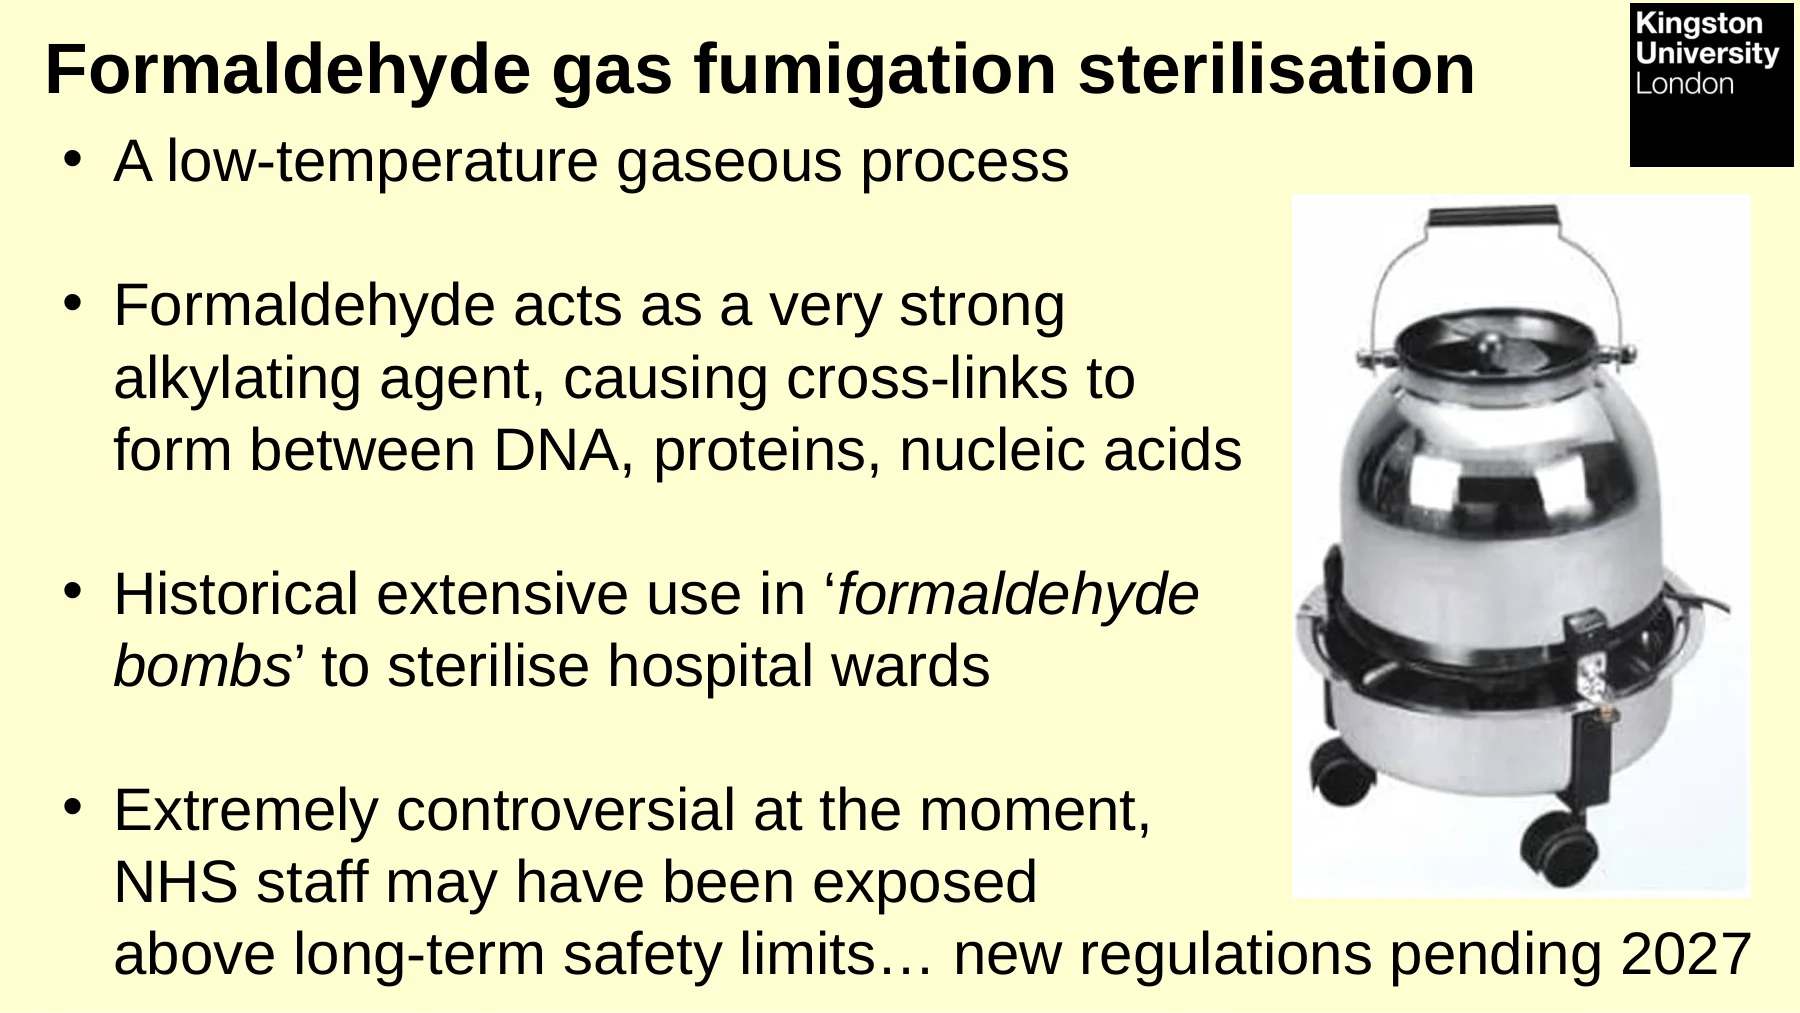 Formaldehyde gas fumigation sterilisation
Kingston
University
London
• A low-temperature gaseous process
• Formaldehyde acts as a very strong
alkylating agent, causing cross-links to
form between DNA, proteins, nucleic acids
• Historical extensive use in ‘formaldehyde
bombs’ to sterilise hospital wards
• Extremely controversial at the moment,
NHS staff may have been exposed
above long-term safety limits… new regulations pending 2027